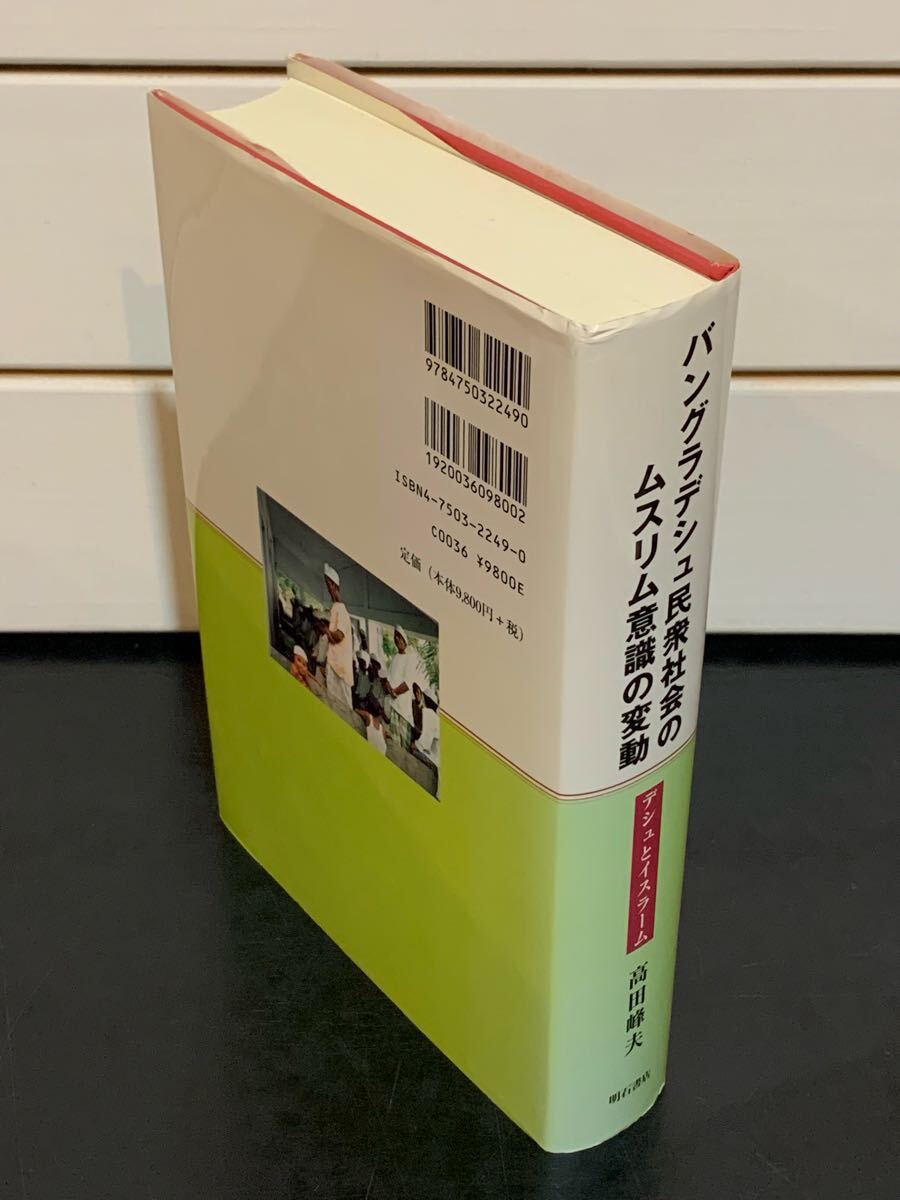 9784750322490
1920036098002
ISBN4-7503-2249-0
C0036 ¥9800E
定価（本体9,800円＋税）
バングラデシュ民衆社会の
ムスリム意識の変動
デシュとイスラーム
高田峰夫
明石書店